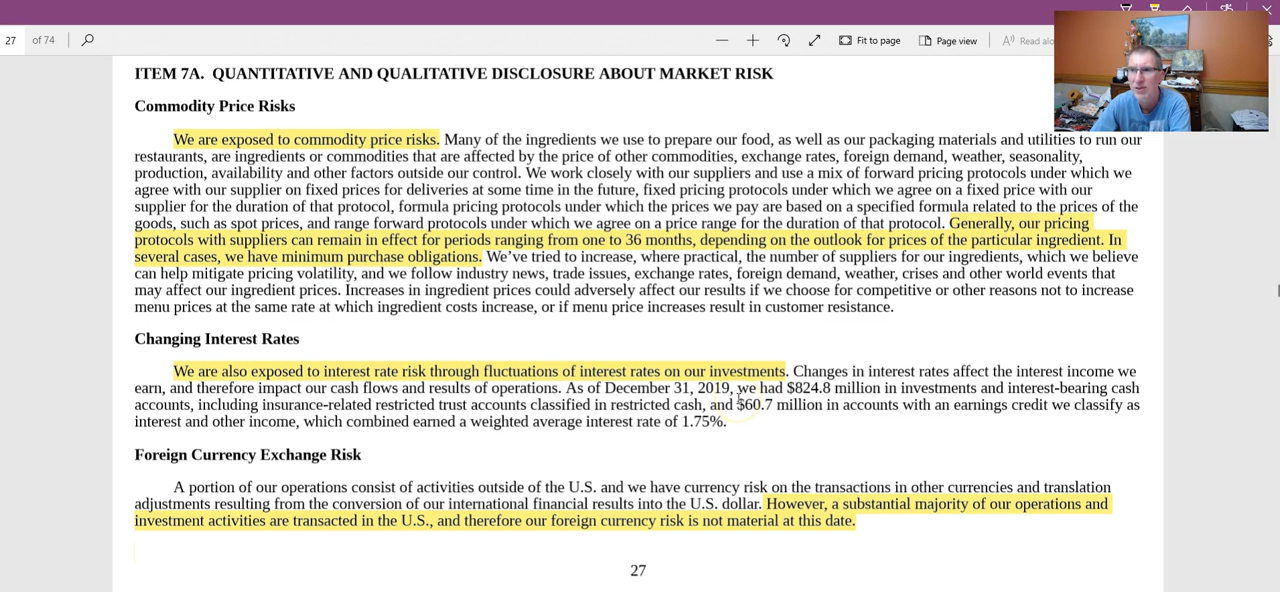 27 of 74 Fit to page Page view Read alo
ITEM 7A. QUANTITATIVE AND QUALITATIVE DISCLOSURE ABOUT MARKET RISK
Commodity Price Risks
We are exposed to commodity price risks. Many of the ingredients we use to prepare our food, as well as our packaging materials and utilities to run our
restaurants, are ingredients or commodities that are affected by the price of other commodities, exchange rates, foreign demand, weather, seasonality,
production, availability and other factors outside our control. We work closely with our suppliers and use a mix of forward pricing protocols under which we
agree with our supplier on fixed prices for deliveries at some time in the future, fixed pricing protocols under which we agree on a fixed price with our
supplier for the duration of that protocol, formula pricing protocols under which the prices we pay are based on a specified formula related to the prices of the
goods, such as spot prices, and range forward protocols under which we agree on a price range for the duration of that protocol. Generally, our pricing
protocols with suppliers can remain in effect for periods ranging from one to 36 months, depending on the outlook for prices of the particular ingredient. In
several cases, we have minimum purchase obligations. We’ve tried to increase, where practical, the number of suppliers for our ingredients, which we believe
can help mitigate pricing volatility, and we follow industry news, trade issues, exchange rates, foreign demand, weather, crises and other world events that
may affect our ingredient prices. Increases in ingredient prices could adversely affect our results if we choose for competitive or other reasons not to increase
menu prices at the same rate at which ingredient costs increase, or if menu price increases result in customer resistance.
Changing Interest Rates
We are also exposed to interest rate risk through fluctuations of interest rates on our investments. Changes in interest rates affect the interest income we
earn, and therefore impact our cash flows and results of operations. As of December 31, 2019, we had $824.8 million in investments and interest-bearing cash
accounts, including insurance-related restricted trust accounts classified in restricted cash, and $60.7 million in accounts with an earnings credit we classify as
interest and other income, which combined earned a weighted average interest rate of 1.75%.
Foreign Currency Exchange Risk
A portion of our operations consist of activities outside of the U.S. and we have currency risk on the transactions in other currencies and translation
adjustments resulting from the conversion of our international financial results into the U.S. dollar. However, a substantial majority of our operations and
investment activities are transacted in the U.S., and therefore our foreign currency risk is not material at this date.
27